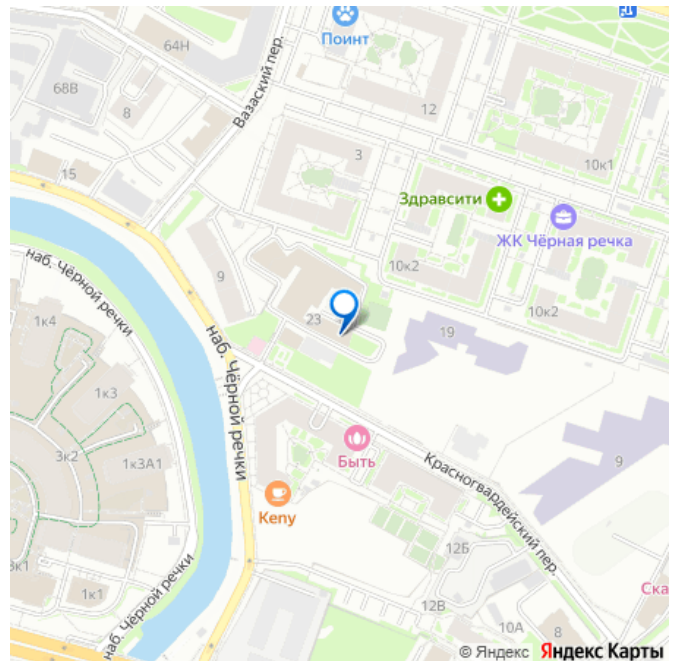 64Н
Поинт
68В
8
Вазаский пер.
12
3
10к1
15
Здравсити
ЖК Чёрная речка
наб. Чёрной речки
9
10к2
1к4
23
10к2
19
наб. Чёрной речки
1к3
3к2
1к3А1
Быть
Красногвардейский пер.
9
Keny
12Б
1к1
12В
10А
8
Ска
наб. Чёрной речки
© Яндекс Яндекс Карты